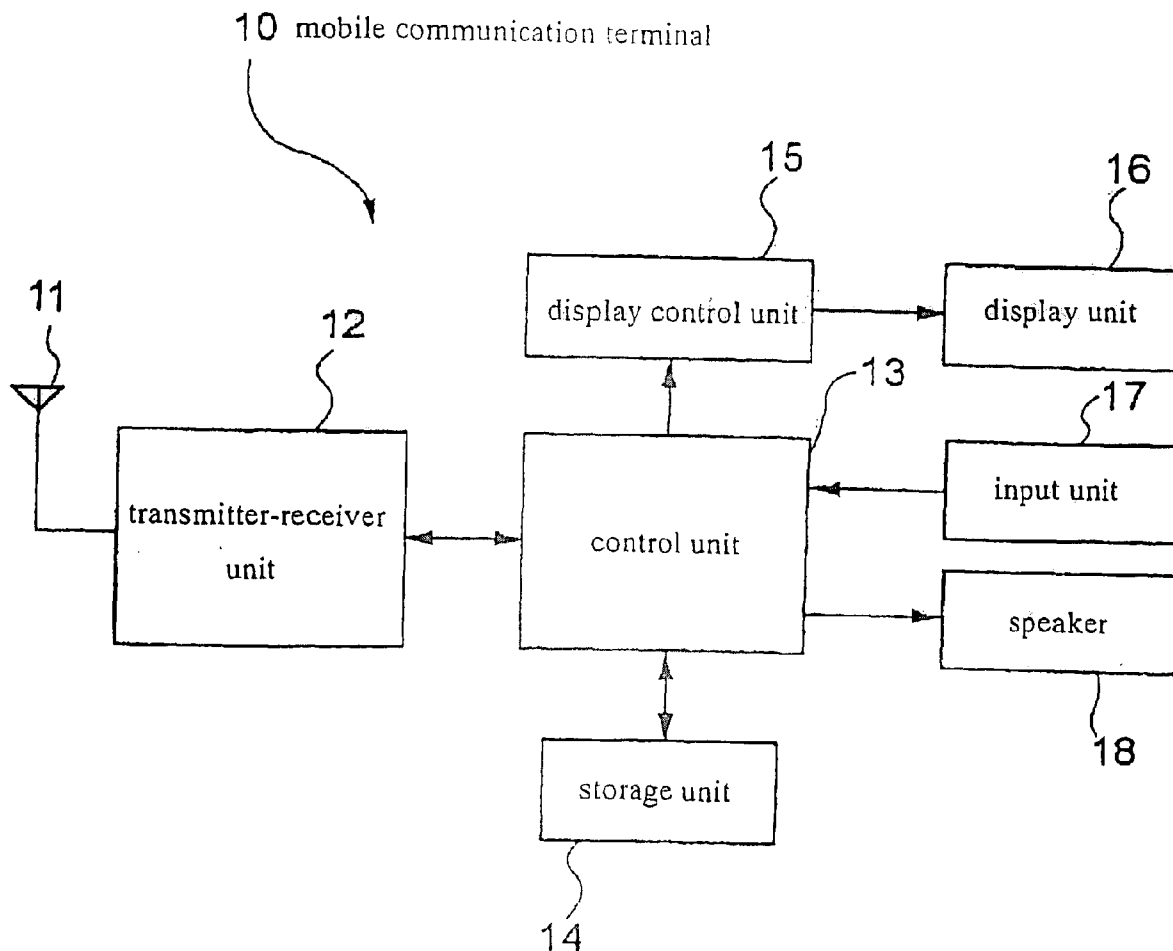 10 mobile communication terminal
15
16
display control unit
display unit
11
12
13
17
transmitter-receiver
unit
control unit
input unit
speaker
storage unit
18
14